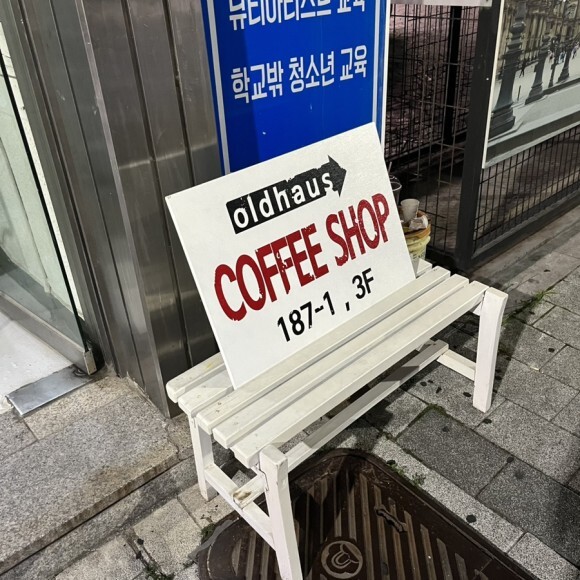 뷰티아티스트 교육
학교밖 청소년 교육
oldhaus
COFFEE SHOP
187-1 , 3F